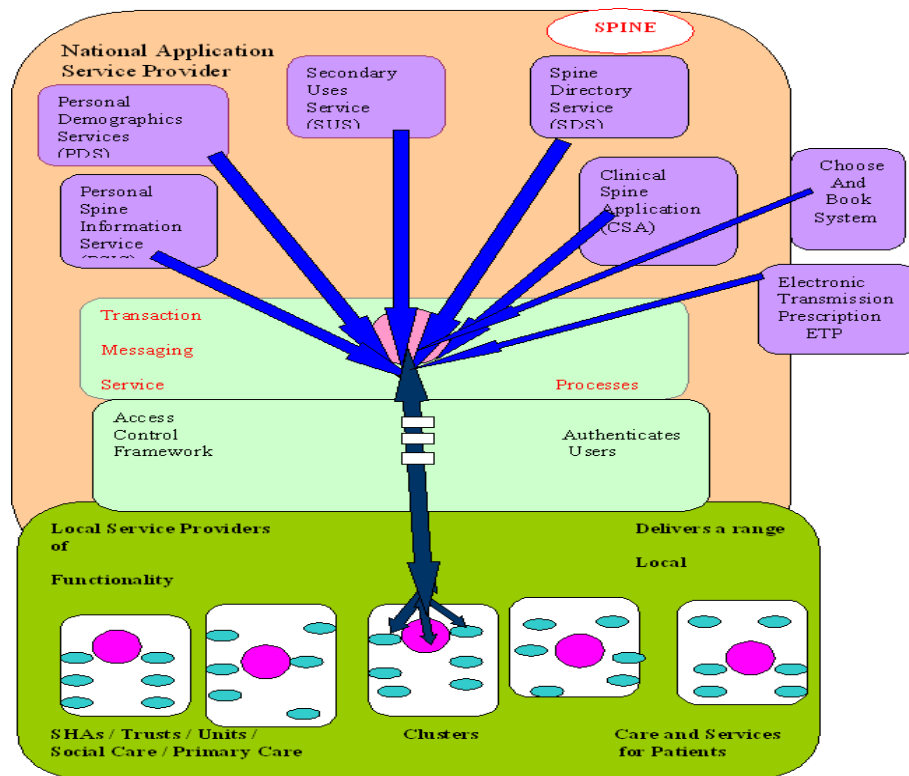 SPINE
National Application
Service Provider
Personal
Demographics
Services
(PDS)
Secondary
Uses
Service
(SUS)
Spine
Directory
Service
(SDS)
Personal
Spine
Information
Service
Clinical
Spine
Application
(CSA)
Choose
And
Book
System
Electronic
Transmission
Prescription
ETP
Transaction
Messaging
Service
Processes
Access
Control
Framework
Authenticates
Users
Local Service Providers
of
Functionality
Delivers a range
Local
SHAs / Trusts / Units /
Social Care / Primary Care
Clusters
Care and Services
for Patients